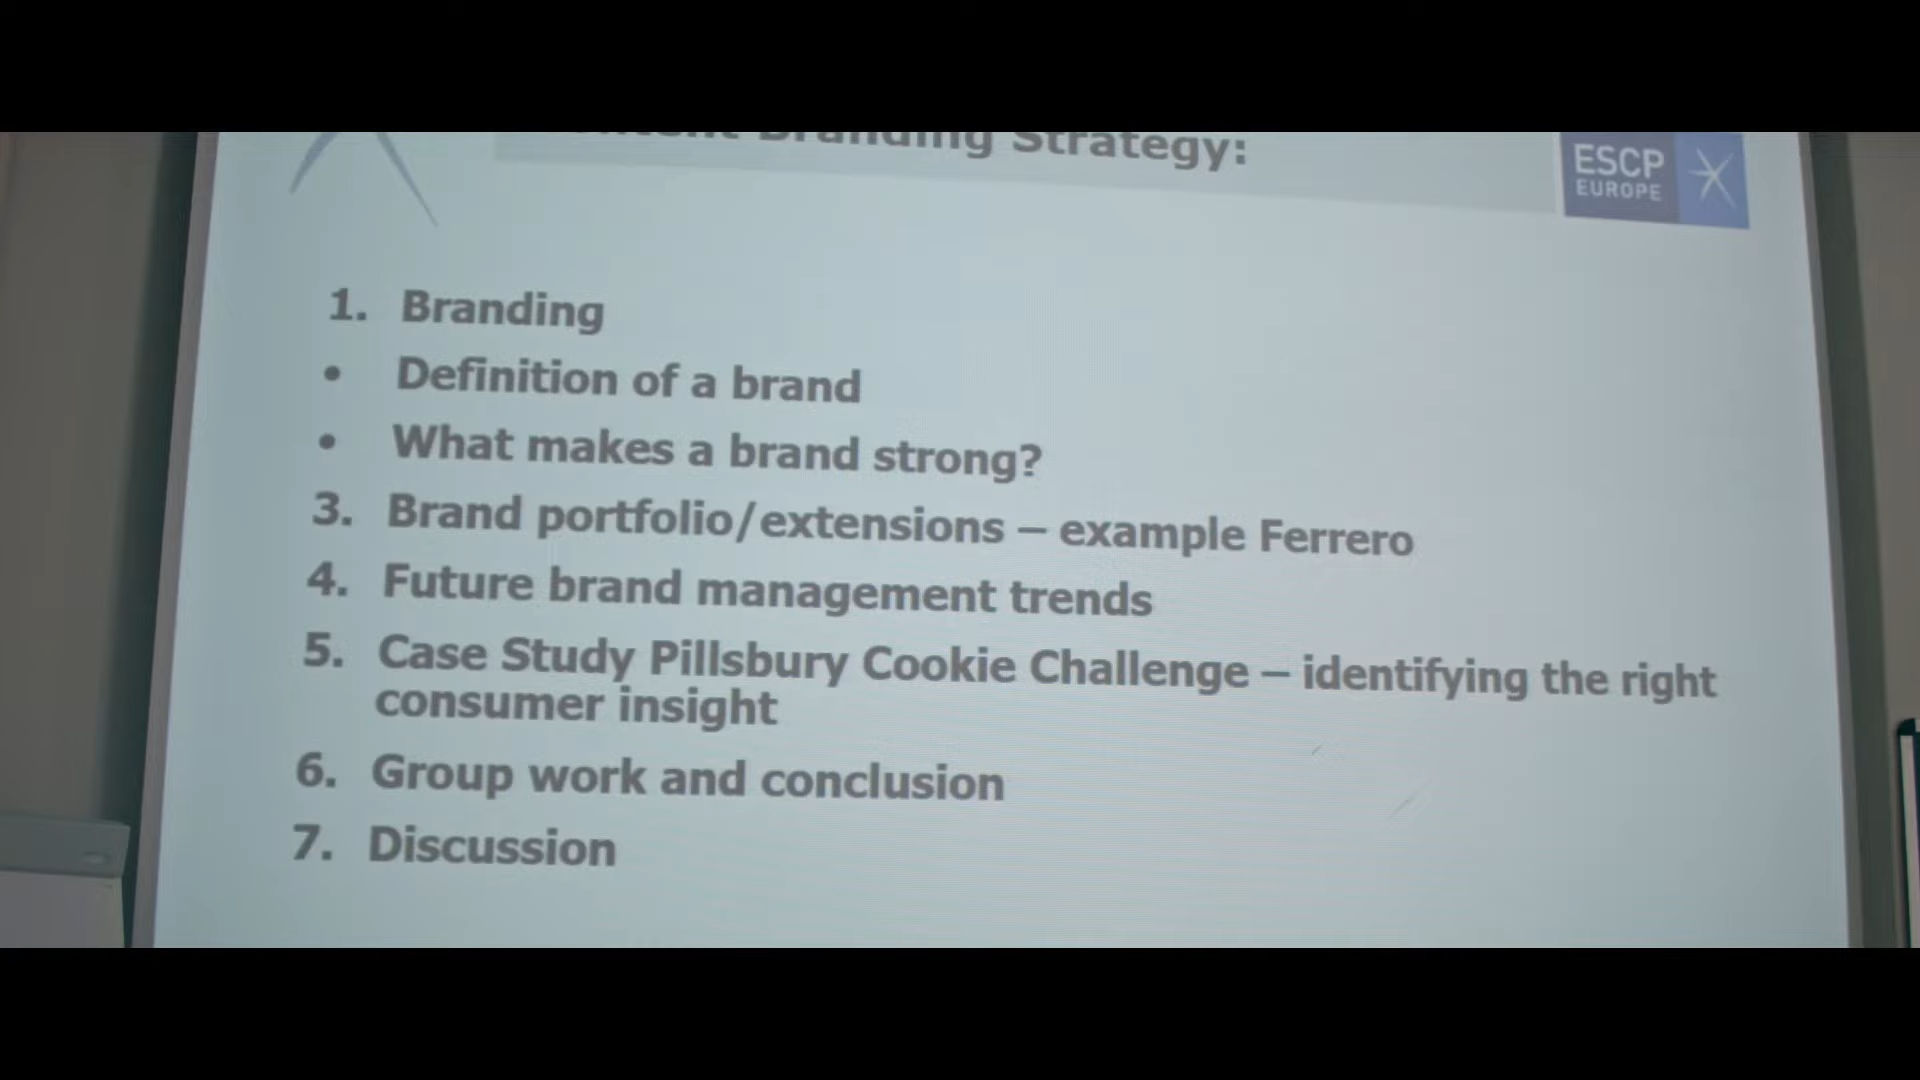 Branding Strategy:
ESCP
EUROPE
1. Branding
• Definition of a brand
• What makes a brand strong?
3. Brand portfolio/extensions – example Ferrero
4. Future brand management trends
5. Case Study Pillsbury Cookie Challenge – identifying the right
consumer insight
6. Group work and conclusion
7. Discussion